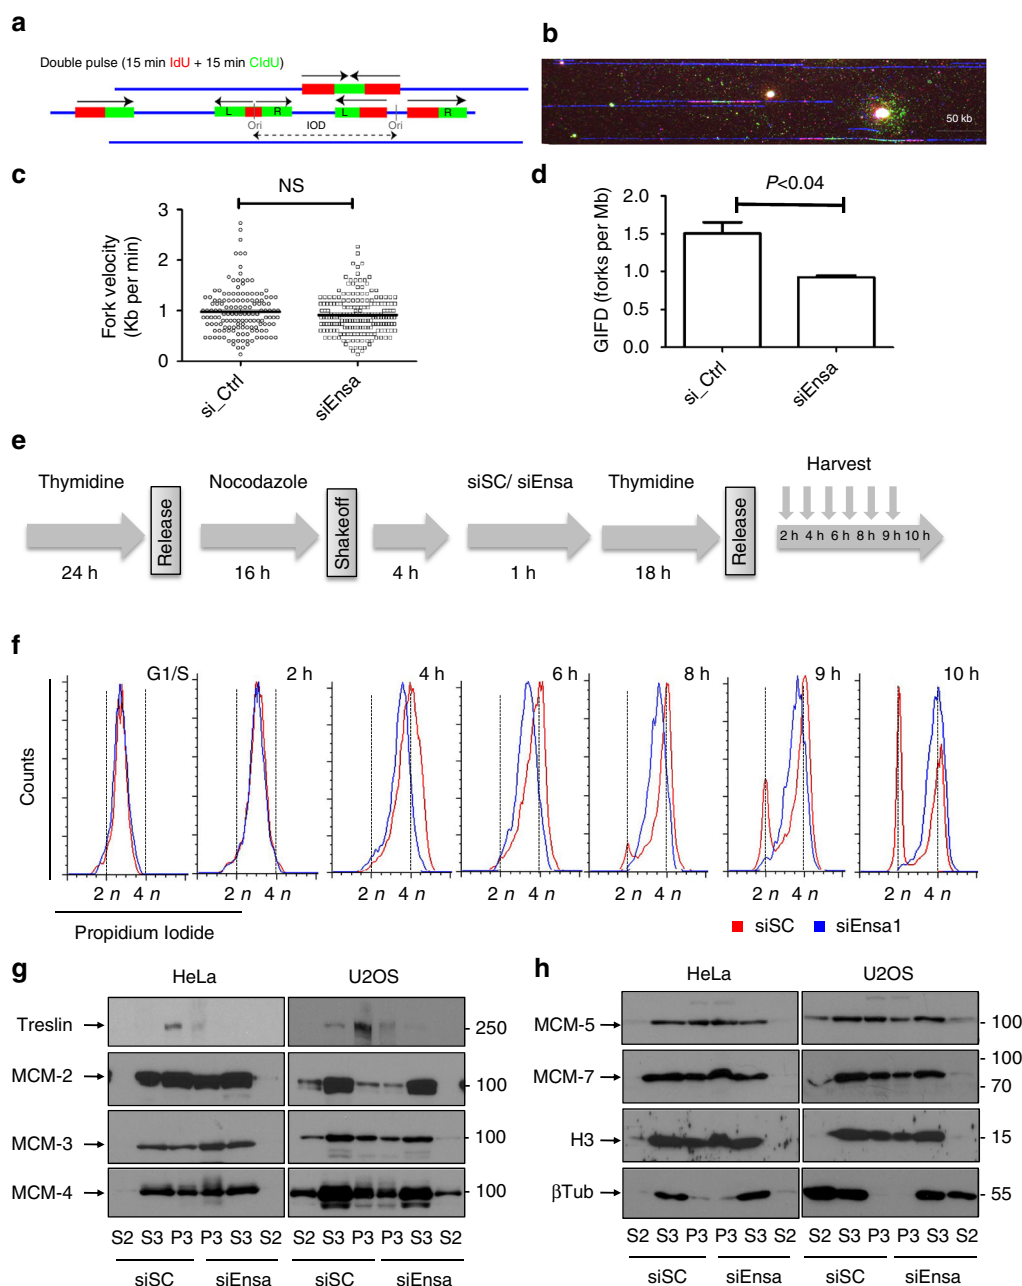 a
Double pulse (15 min IdU + 15 min CldU)
L R L R
Ori Ori
IOD
b
50 kb
c
NS
Fork velocity
(Kb per min)
3
2
1
0
si_Ctrl
siEnsa
d
P<0.04
GIFD (forks per Mb)
2.0
1.5
1.0
0.5
0.0
si_Ctrl
siEnsa
e
Thymidine
24 h
Release
Nocodazole
16 h
Shakeoff
4 h
siSC/ siEnsa
1 h
Thymidine
18 h
Release
Harvest
2 h 4 h 6 h 8 h 9 h 10 h
f
G1/S 2 h 4 h 6 h 8 h 9 h 10 h
Counts
2 n 4 n 2 n 4 n 2 n 4 n 2 n 4 n 2 n 4 n 2 n 4 n 2 n 4 n
Propidium Iodide
siSC siEnsa1
g
HeLa U2OS
Treslin - 250
MCM-2 - 100
MCM-3 100
MCM-4 - 100
S2 S3 P3 P3 S3 S2 S2 S3 P3 P3 S3 S2
siSC siEnsa siSC siEnsa
h
HeLa U2OS
MCM-5 - 100
- 100
MCM-7
- 70
H3 - 15
βTub - 55
S2 S3 P3 P3 S3 S2 S2 S3 P3 P3 S3 S2
siSC siEnsa siSC siEnsa